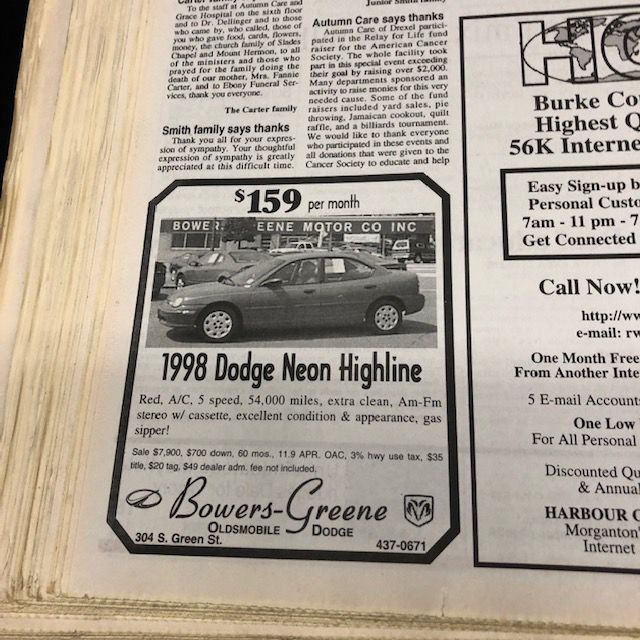 To the staff at Autumn Care and
Grace Hospital on the sixth floor
and to Dr. Dellinger and to those
who came by, who called, those of
you who gave food, cards, flowers,
money, the church family of Slades
Chapel and Mount Hermon, to all
of the ministers and those who
prayed for the family doing the
death of our mother, Mrs. Fannie
Carter, and to Ebony Funeral Ser-
vices, thank you everyone.
The Carter family
Smith family says thanks
Thank you all for your expres-
sion of sympathy. Your thoughtful
expression of sympathy is greatly
appreciated at this difficult time.
Junior Smith family
Autumn Care says thanks
Autumn Care of Drexel partici-
pated in the Relay for Life fund
raiser for the American Cancer
Society. The whole facility took
part in this special event exceeding
their goal by raising over $2,000.
Many departments sponsored an
activity to raise monies for this very
needed cause. Some of the fund
raisers included yard sales, pie
throwing, Jamaican cookout, quilt
raffle, and a billiards tournament.
We would like to thank everyone
who participated in these events and
all donations that were given to the
Cancer Society to educate and help
$159 per month
BOWER EENE MOTOR CO INC
1998 Dodge Neon Highline
Red, A/C, 5 speed, 54,000 miles, extra clean, Am-Fm
stereo w/ cassette, excellent condition & appearance, gas
sipper!
Sale $7,900, $700 down, 60 mos., 11.9 APR. OAC, 3% hwy use tax, $35
title, $20 tag, $49 dealer adm. fee not included.
Bowers-Greene
OLDSMOBILE DODGE
304 S. Green St.
437-0671
HO
Burke Co
Highest Q
56K Interne
Easy Sign-up b
Personal Custo
7am - 11 pm - 7
Get Connected
Call Now!
http://ww
e-mail: rw
One Month Free
From Another Inte
5 E-mail Accounts
One Low
For All Personal
Discounted Qu
& Annual
HARBOUR
Morganton'
Internet